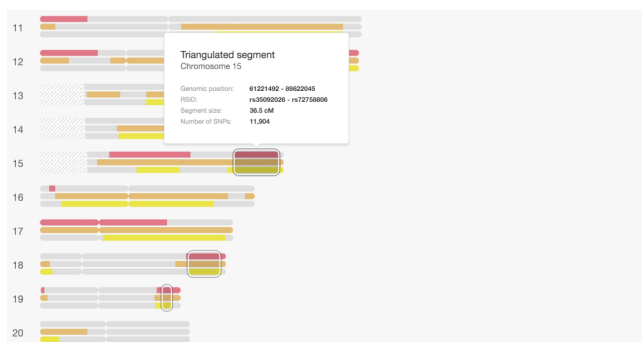 11
Triangulated segment
12
Chromosome 15
Genomic position: 61221492 - 89822045
13
RSID: rs35092026 - rs72758806
Segment size: 36.5 cM
Number of SNPs: 11,904
14
15
16
17
18
19
20